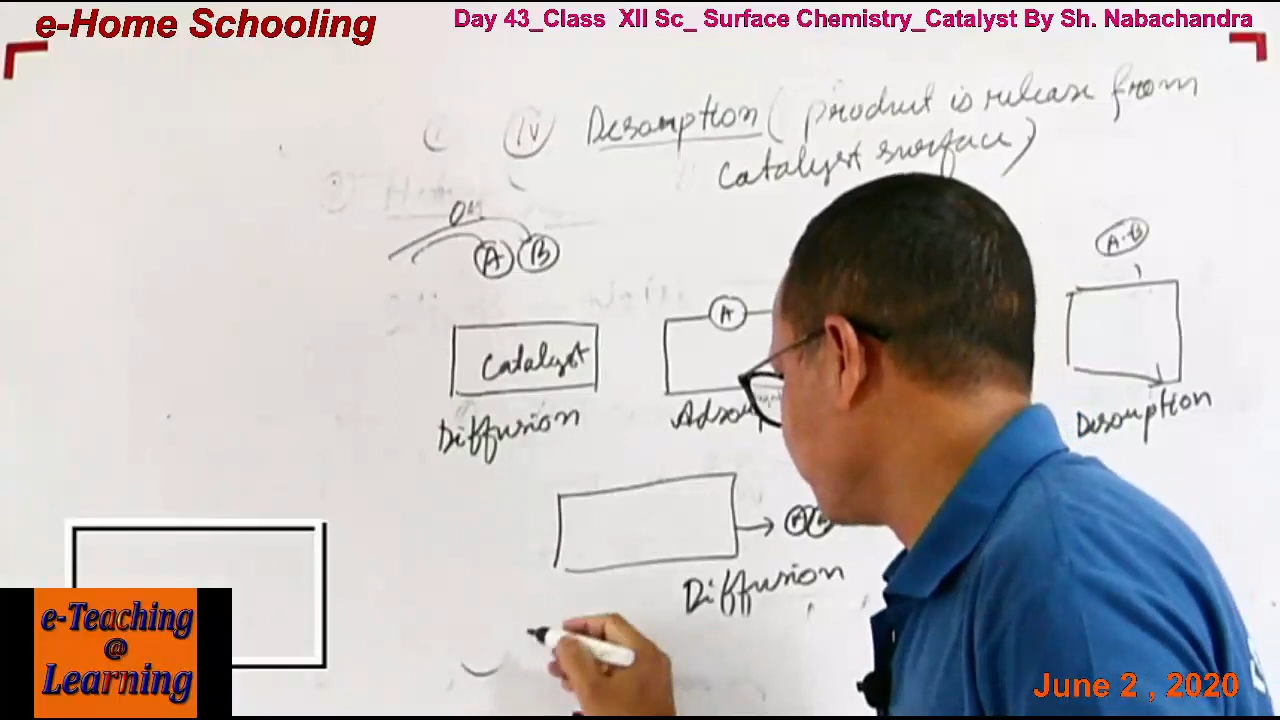 e-Home Schooling
Day 43_Class XII Sc_ Surface Chemistry_Catalyst By Sh. Nabachandra
(iv) Desorption (product is release from
catalyst surface)
A B
A
A-B
Catalyst
Diffusion
Desorption
Diffusion
e-Teaching
@
Learning
June 2 , 2020